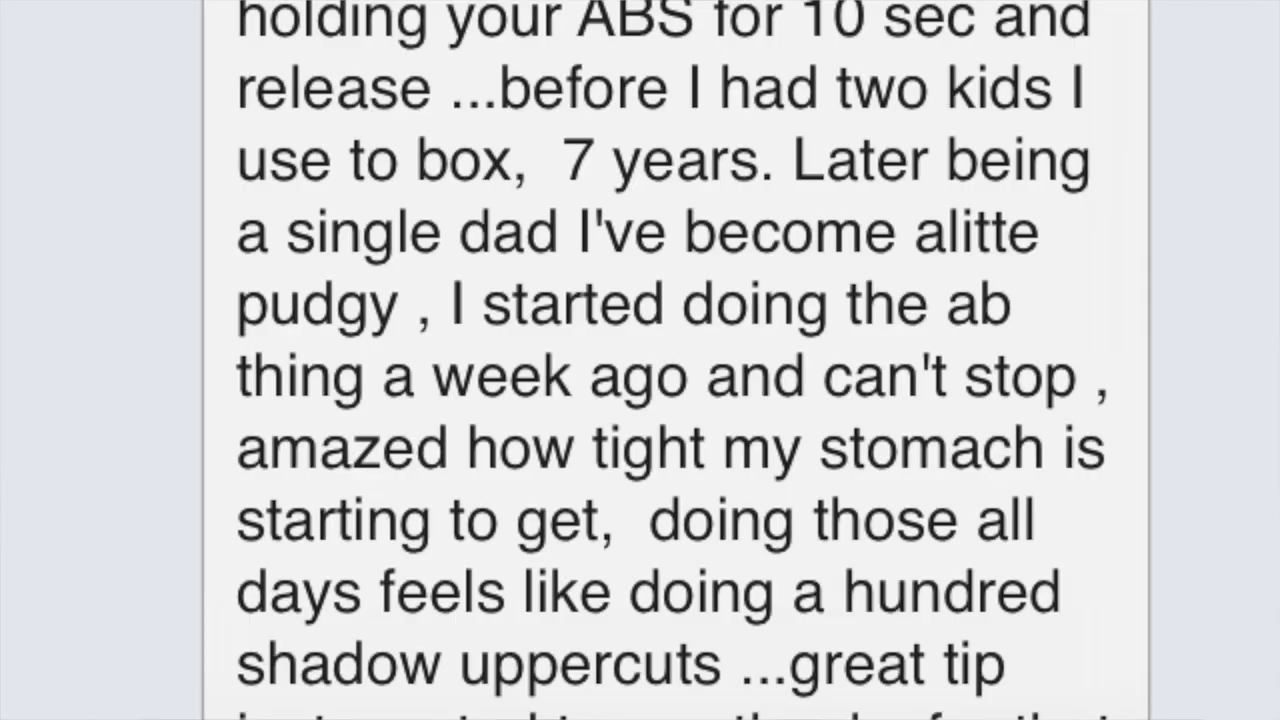 holding your ABS for 10 sec and
release ...before I had two kids I
use to box,  7 years. Later being
a single dad I've become alitte
pudgy , I started doing the ab
thing a week ago and can't stop ,
amazed how tight my stomach is
starting to get,  doing those all
days feels like doing a hundred
shadow uppercuts ...great tip